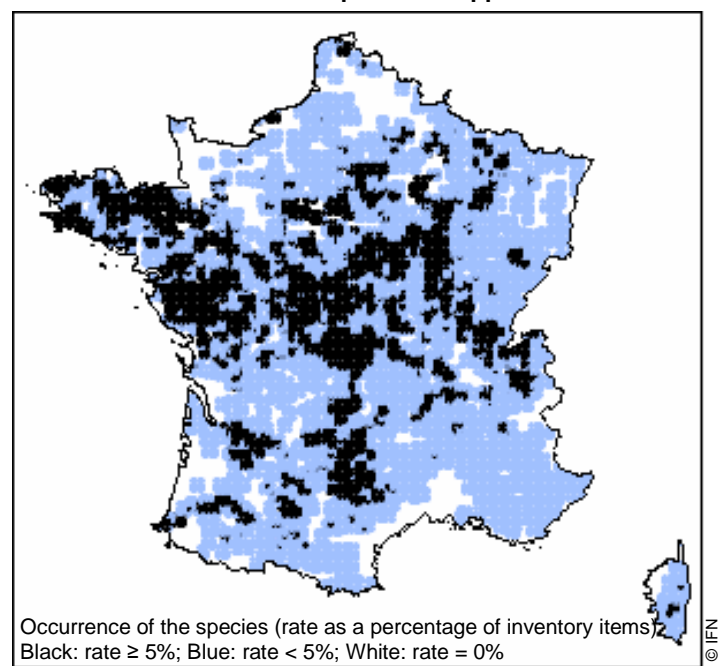 Occurrence of the species (rate as a percentage of inventory items)
Black: rate ≥ 5%; Blue: rate < 5%; White: rate = 0%
© IFN